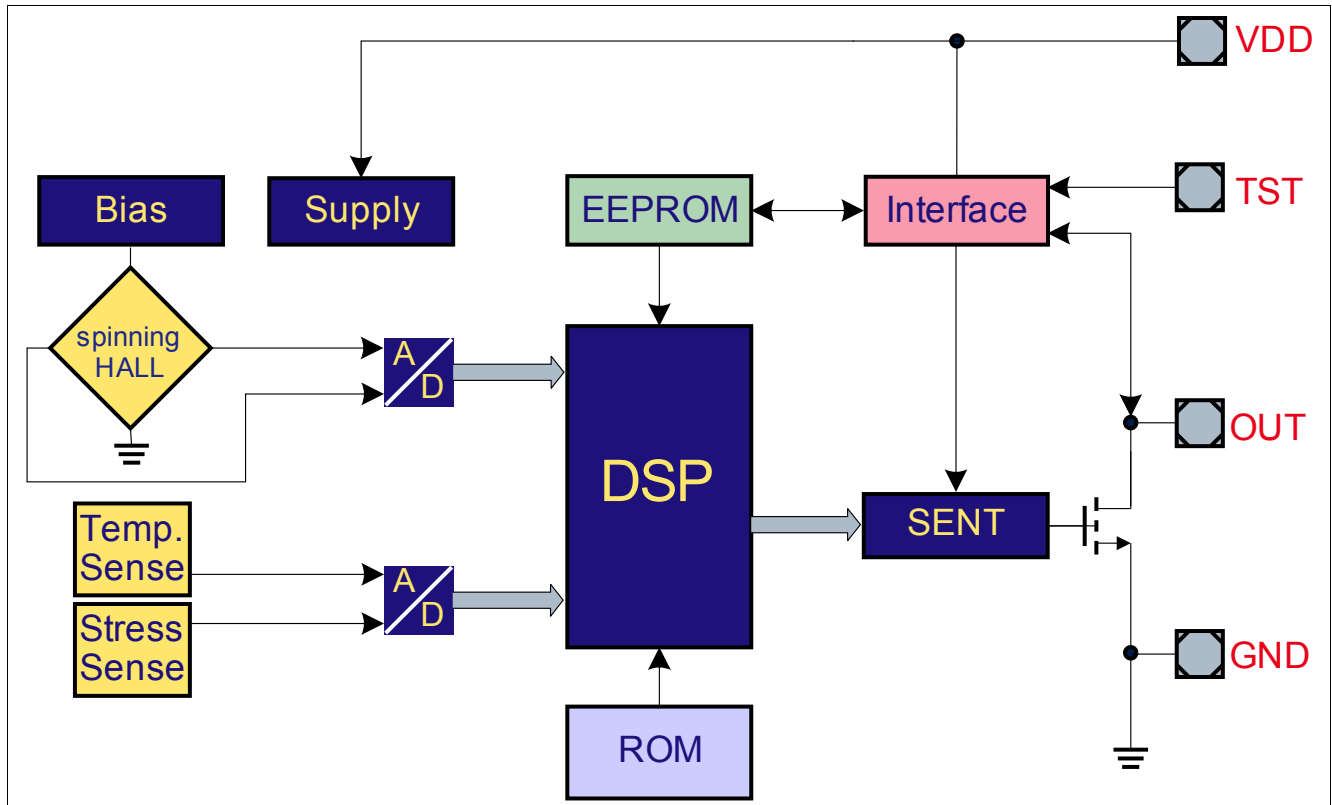 VDD
Bias
Supply
EEPROM
Interface
TST
spinning
HALL
A
D
DSP
OUT
Temp.
Sense
A
D
SENT
Stress
Sense
GND
ROM